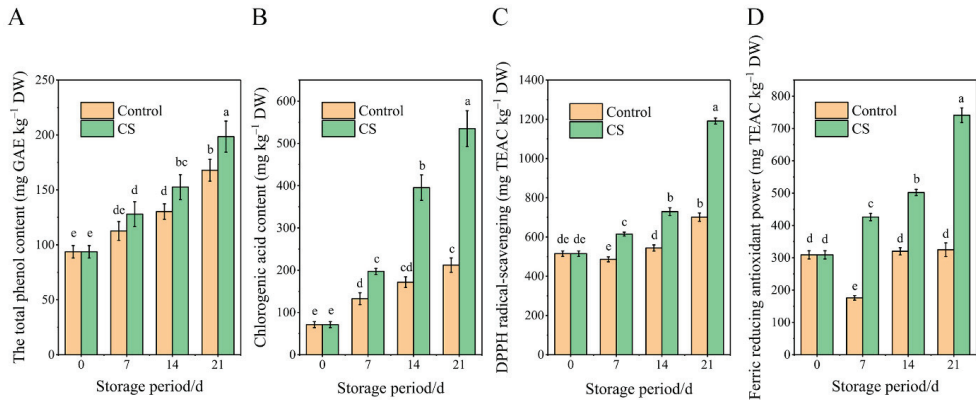 A
The total phenol content (mg GAE kg⁻¹ DW)
250
200
150
100
50
0
Control
CS
e e
de d
d bc
b a
0 7 14 21
Storage period/d
B
Chlorogenic acid content (mg kg⁻¹ DW)
600
500
400
300
200
100
0
Control
CS
e e
d c
cd b
c a
0 7 14 21
Storage period/d
C
DPPH radical-scavenging (mg TEAC kg⁻¹ DW)
1400
1200
1000
800
600
400
200
0
Control
CS
de de
e c
d b
b a
0 7 14 21
Storage period/d
D
Ferric reducing antioxidant power (mg TEAC kg⁻¹ DW)
800
700
600
500
400
300
200
100
0
Control
CS
d d
e c
d b
d a
0 7 14 21
Storage period/d